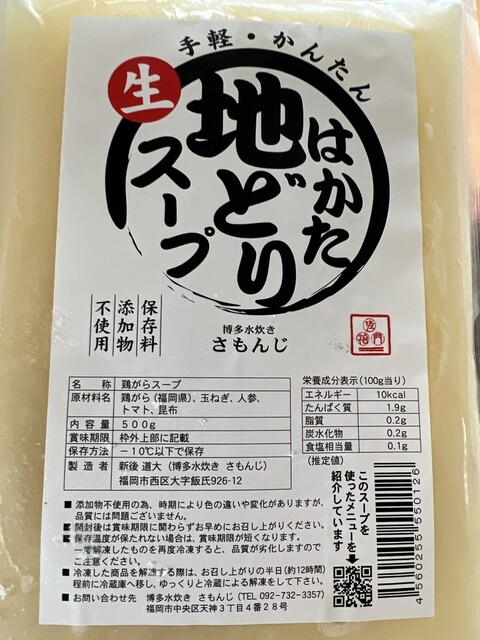 手軽・かんたん
生
はかた
地どり
スープ
保存料
添加物
不使用
博多水炊き
さもんじ
名 称 鶏がらスープ
原材料名 鶏がら(福岡県)、玉ねぎ、人参、
トマト、昆布
内 容 量 500g
賞味期限 枠外上部に記載
保存方法 -50℃以下で保存
製 造 者 新後 道大(博多水炊き さもんじ)
福岡市西区大字飯氏926-12
栄養成分表示(100g当り)
エネルギー 10kcal
たんぱく質 1.9g
脂質 0.2g
炭水化物 0.2g
食塩相当量 0.1g
(推定値)
■添加物不使用の為、時期により色の違いや変化がありますが、
品質には問題ございません。
■開封後は賞味期限に関わらずお早めにお召し上がりください。
■保存温度が保たれない場合は、賞味期限が短くなります。
一度解凍したものを再度冷凍すると、品質が劣化しますので
ご注意ください。
■冷凍した商品を解凍する際は、お召し上がりの半日(約12時間)
程前に冷蔵庫へ移し、ゆっくりと冷蔵による解凍をして下さい。
■お問い合わせ先 博多水炊き さもんじ(TEL 092-732-3357)
福岡市中央区天神3丁目4番28号
このスープを
使ったメニューを
紹介しています
4560255550126